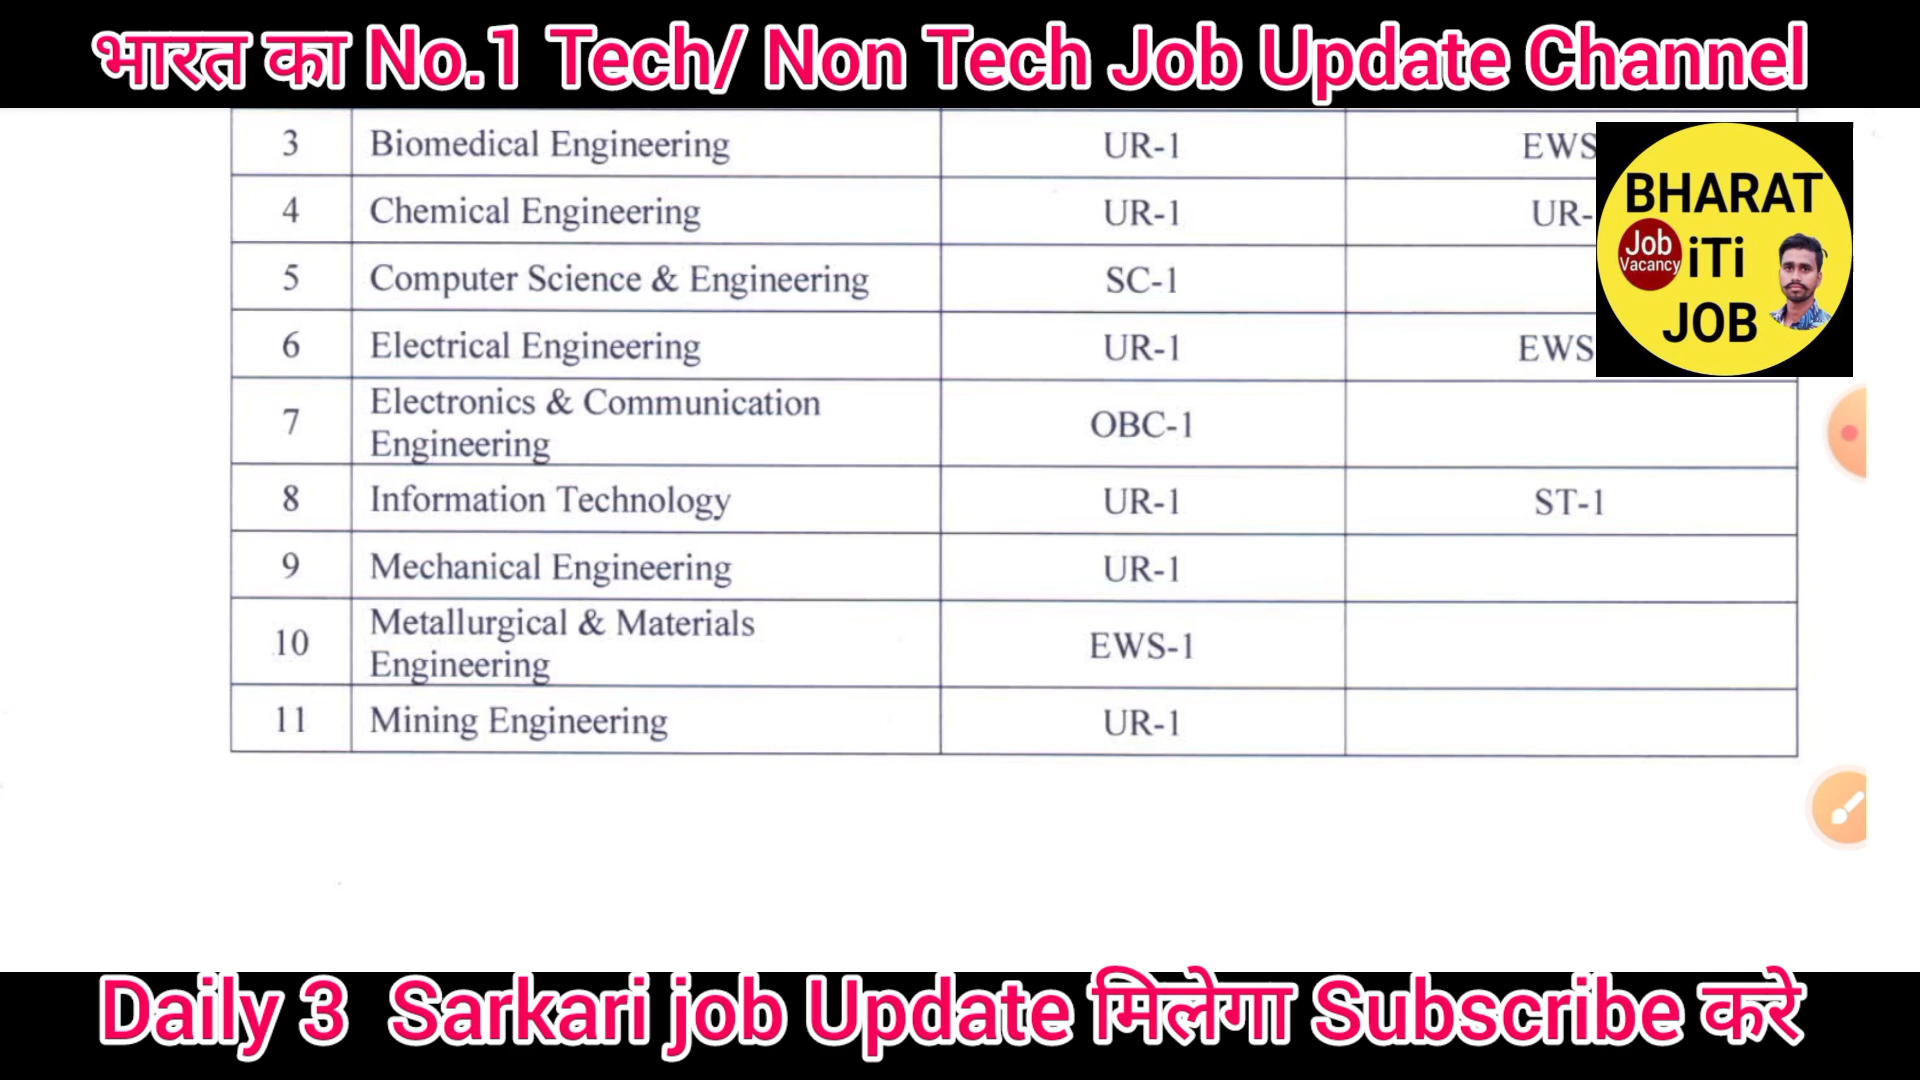 भारत का No.1 Tech/ Non Tech Job Update Channel
3 Biomedical Engineering UR-1 EWS
4 Chemical Engineering UR-1 UR-
5 Computer Science & Engineering SC-1
6 Electrical Engineering UR-1 EWS
7 Electronics & Communication
Engineering OBC-1
8 Information Technology UR-1 ST-1
9 Mechanical Engineering UR-1
10 Metallurgical & Materials
Engineering EWS-1
11 Mining Engineering UR-1
BHARAT
Job
Vacancy
iTi
JOB
Daily 3 Sarkari job Update मिलेगा Subscribe करे